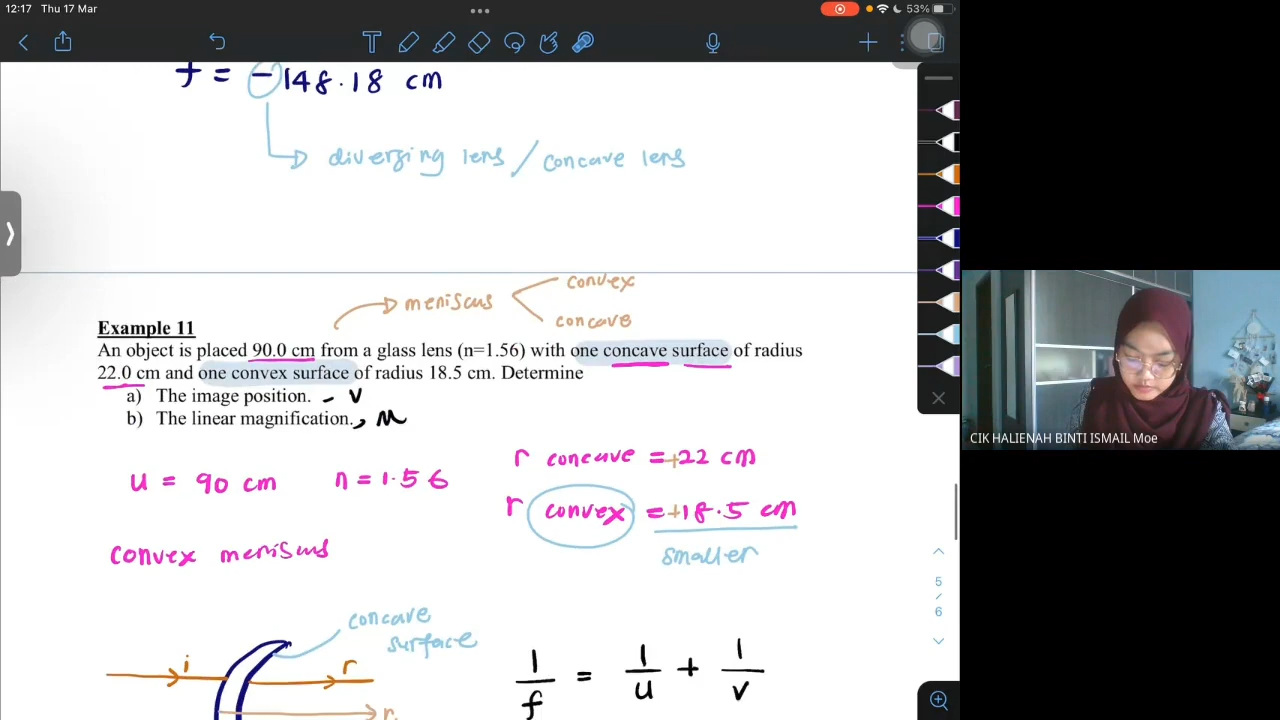 12:17 Thu 17 Mar
53%
f = -148.18 cm
diverging lens / concave lens
meniscus
convex
concave
Example 11
An object is placed 90.0 cm from a glass lens (n=1.56) with one concave surface of radius
22.0 cm and one convex surface of radius 18.5 cm. Determine
a) The image position. - v
b) The linear magnification., M
u = 90 cm n = 1.56
r concave = +22 cm
r convex = +18.5 cm
smaller
convex meniscus
concave
surface
i
r
r
1/f = 1/u + 1/v
5
/
6
CIK HALIENAH BINTI ISMAIL Moe